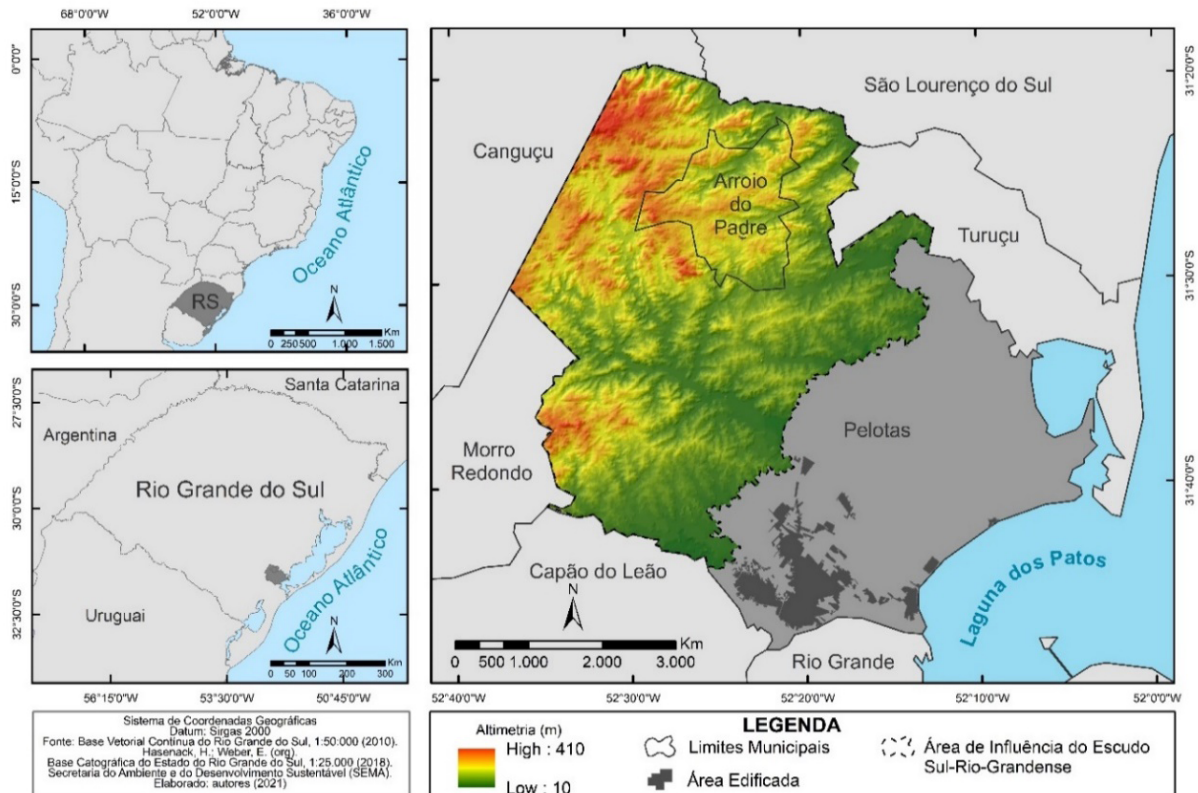 68°0'0"W 52°0'0"W 36°0'0"W
0°0'0"
15°0'0"S
30°0'0"S
RS
Oceano Atlântico
N
Km
0 250 500 1.000 1.500
27°30'0"S
30°0'0"S
32°30'0"S
Santa Catarina
Argentina
Rio Grande do Sul
Uruguai
Oceano Atlântico
N
Km
0 50 100 200 300
56°15'0"W 53°30'0"W 50°45'0"W
Sistema de Coordenadas Geográficas
Datum: Sirgas 2000
Fonte: Base Vetorial Contínua do Rio Grande do Sul, 1:50:000 (2010).
Hasenack, H.; Weber, E. (org).
Base Catográfica do Estado do Rio Grande do Sul, 1:25.000 (2018).
Secretaria do Ambiente e do Desenvolvimento Sustentável (SEMA).
Elaborado: autores (2021)
São Lourenço do Sul
Canguçu
Arroio
do
Padre
Turuçu
Pelotas
Morro
Redondo
Capão do Leão
Rio Grande
Laguna dos Patos
N
Km
0 500 1.000 2.000 3.000
31°20'0"S
31°30'0"S
31°40'0"S
52°40'0"W 52°30'0"W 52°20'0"W 52°10'0"W 52°0'0"W
LEGENDA
Altimetria (m)
High : 410
Low : 10
Limites Municipais
Área Edificada
Área de Influência do Escudo
Sul-Rio-Grandense